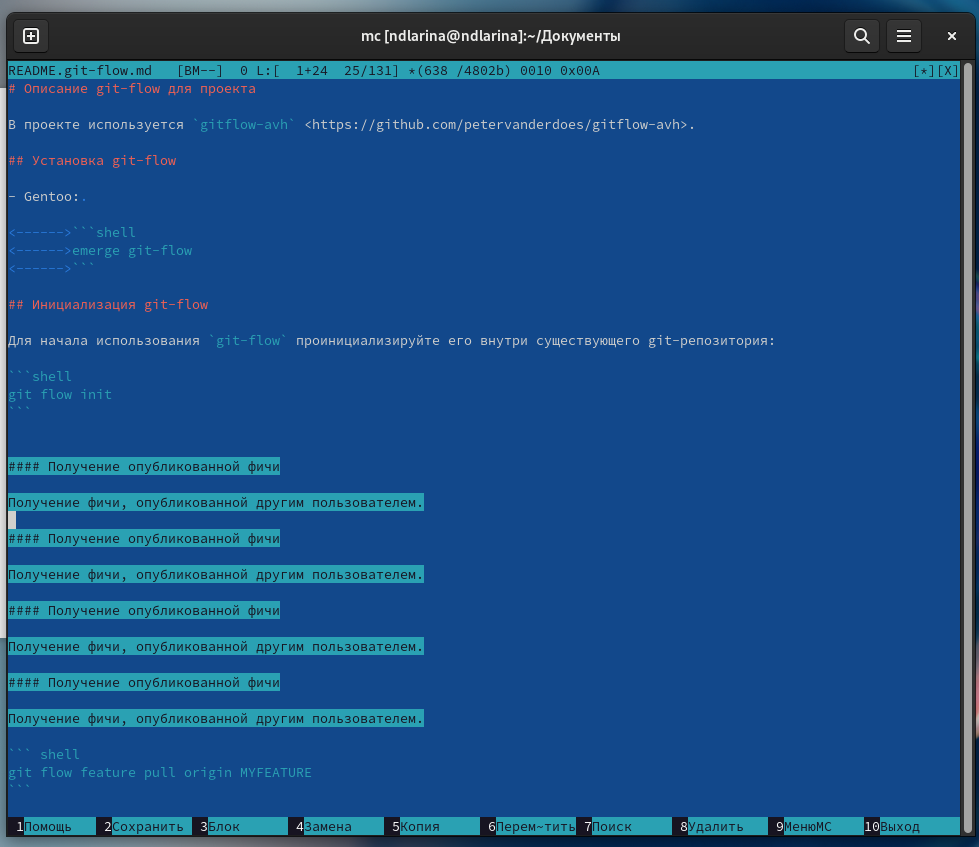 mc [ndlarina@ndlarina]:~/Документы
README.git-flow.md   [BM--]  0 L:[  1+24  25/131] *(638 /4802b) 0010 0x00A   [*][X]
# Описание git-flow для проекта
В проекте используется `gitflow-avh` <https://github.com/petervanderdoes/gitflow-avh>.
## Установка git-flow
- Gentoo:.
<------>```shell
<------>emerge git-flow
<------>```
## Инициализация git-flow
Для начала использования `git-flow` проинициализируйте его внутри существующего git-репозитория:
```shell
git flow init
```
#### Получение опубликованной фичи
Получение фичи, опубликованной другим пользователем.
#### Получение опубликованной фичи
Получение фичи, опубликованной другим пользователем.
#### Получение опубликованной фичи
Получение фичи, опубликованной другим пользователем.
#### Получение опубликованной фичи
Получение фичи, опубликованной другим пользователем.
``` shell
git flow feature pull origin MYFEATURE
```
1Помощь 2Сохранить 3Блок 4Замена 5Копия 6Перем~тить 7Поиск 8Удалить 9МенюMC 10Выход